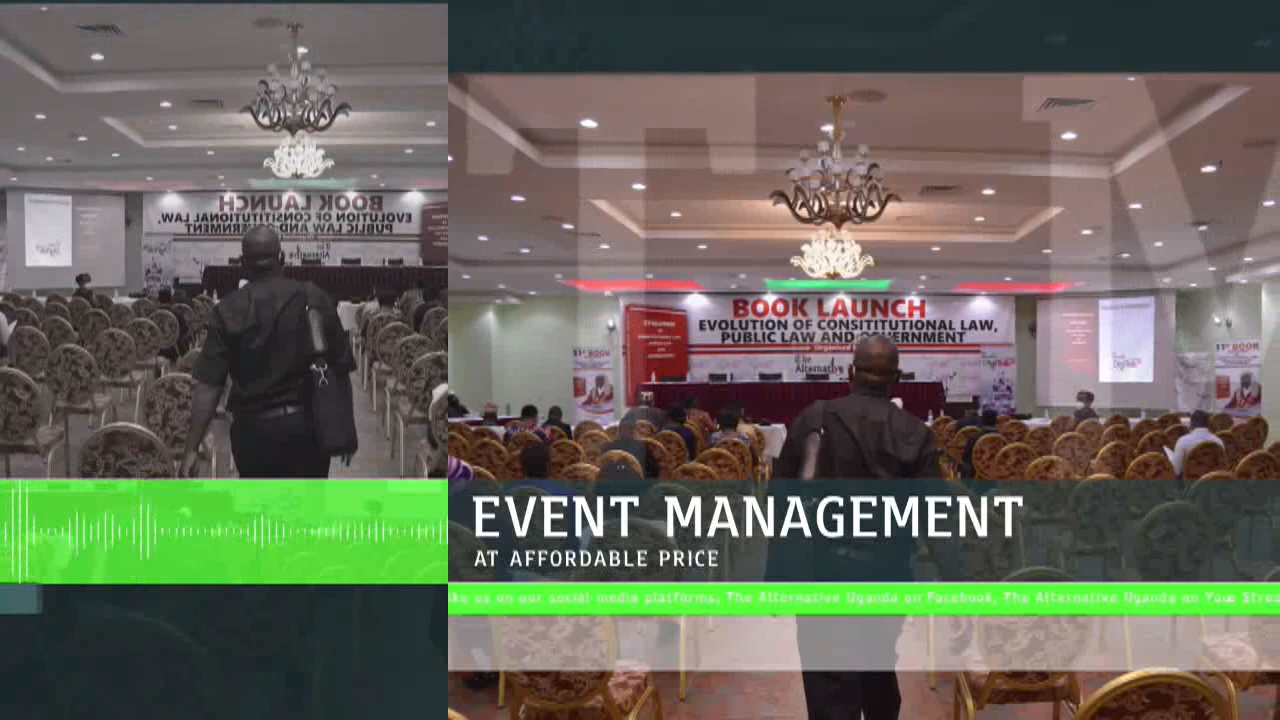 BOOK LAUNCH
EVOLUTION OF CONSITITUTIONAL LAW,
PUBLIC LAW AND GOVERNMENT
BOOK LAUNCH
EVOLUTION OF CONSITITUTIONAL LAW,
PUBLIC LAW AND GOVERNMENT
The
Alternative
EVENT MANAGEMENT
AT AFFORDABLE PRICE
ke us on our social media platforms, The Alternative Uganda on Facebook, The Alternative Uganda on